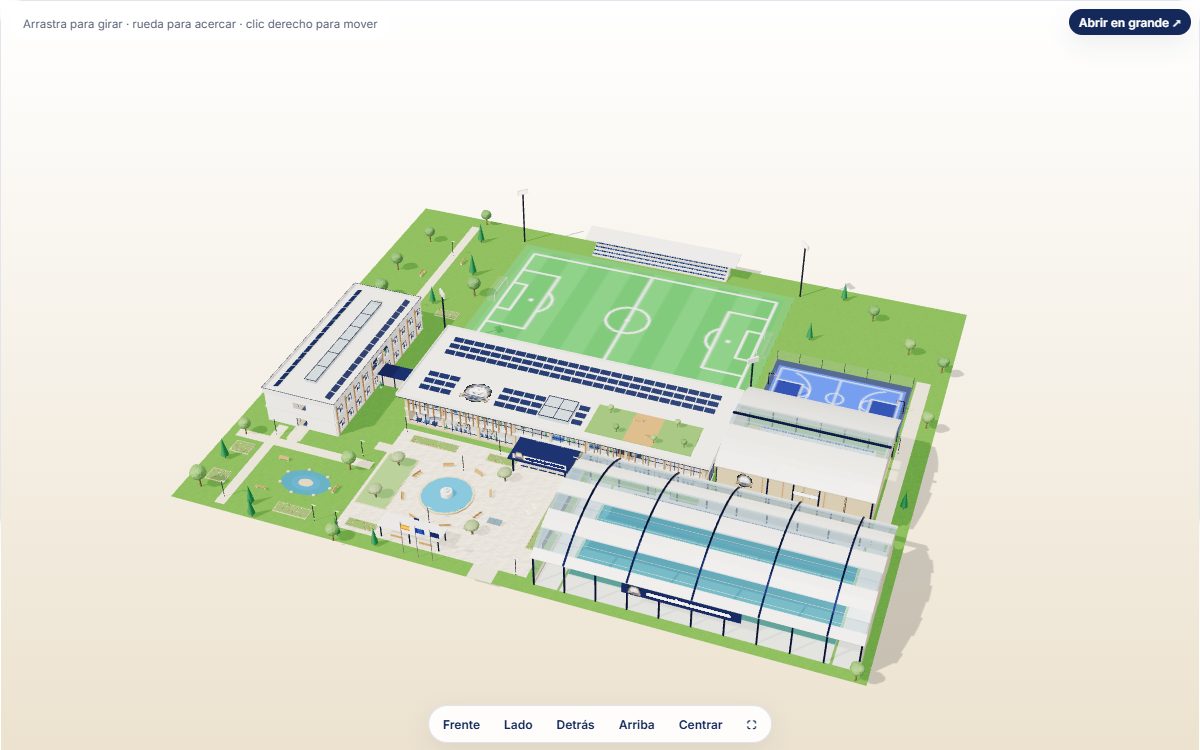 Arrastra para girar · rueda para acercar · clic derecho para mover
Abrir en grande ↗
Frente
Lado
Detrás
Arriba
Centrar